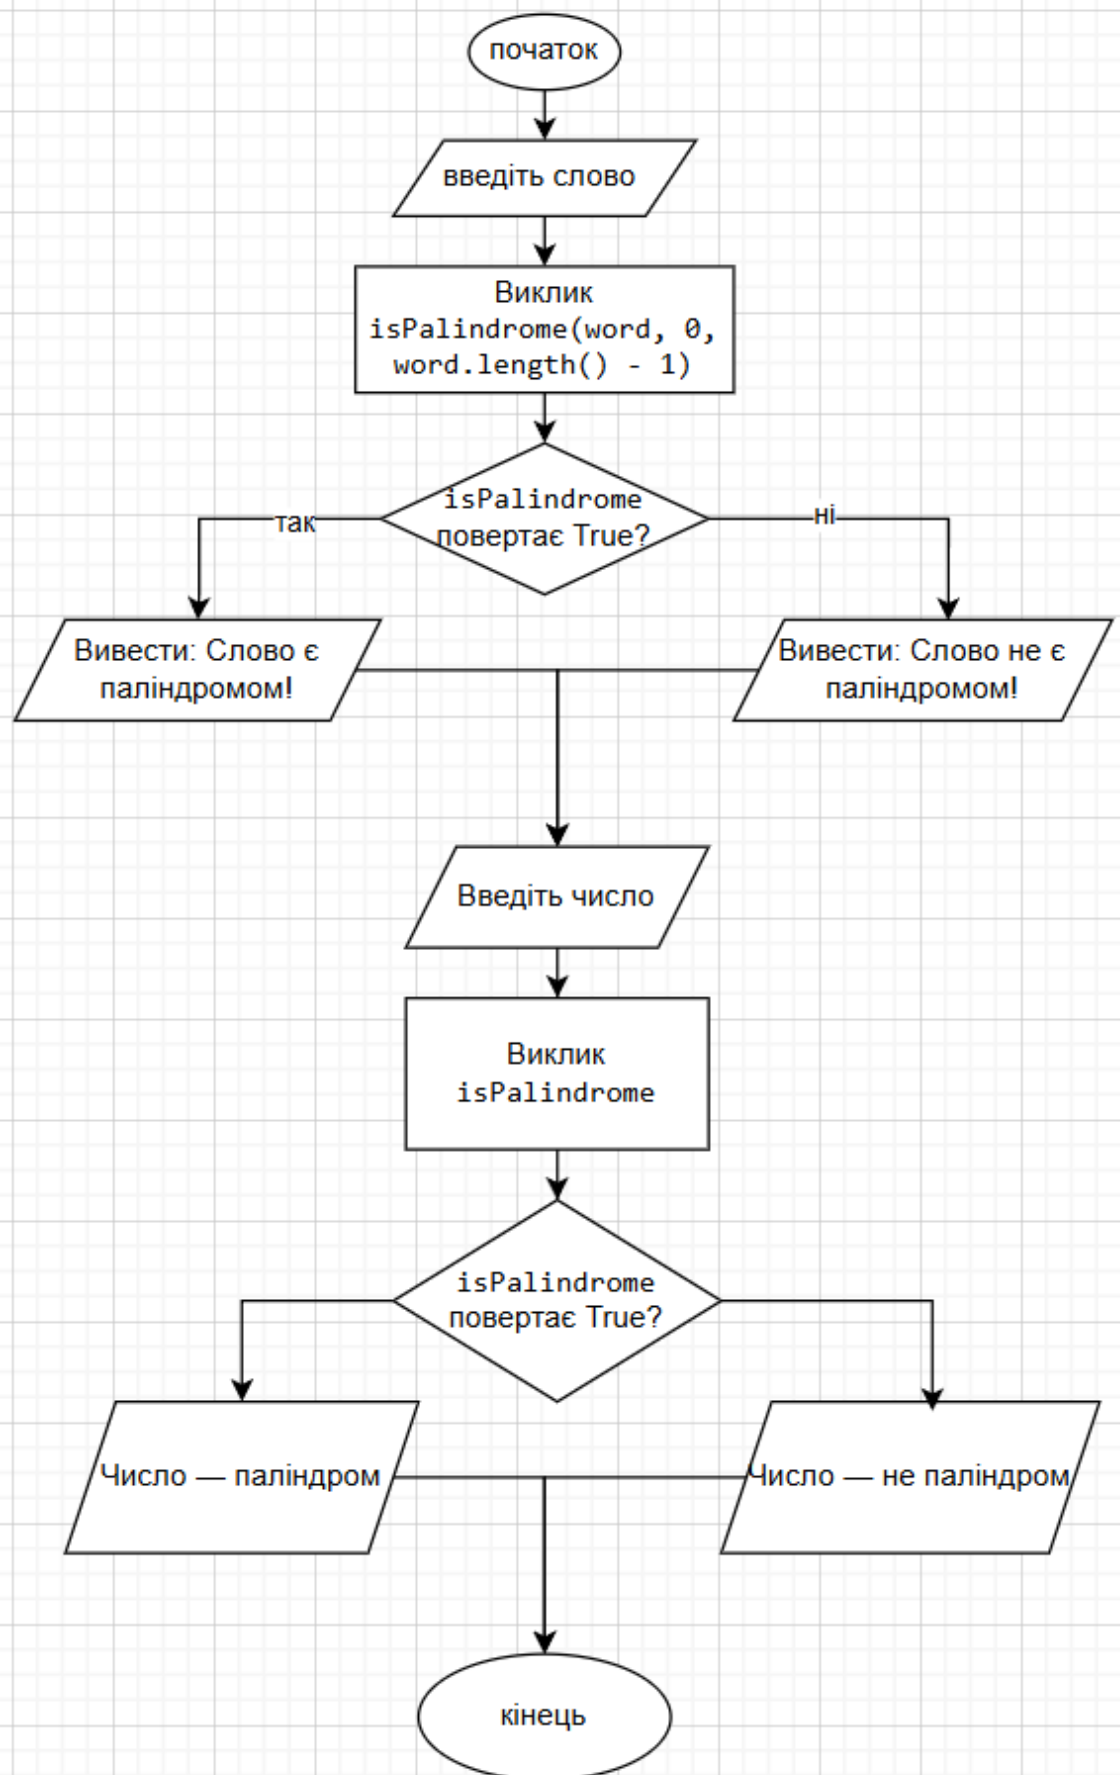 початок
введіть слово
Виклик
isPalindrome(word, 0,
word.length() - 1)
isPalindrome
повертає True?
так
ні
Вивести: Слово є
паліндромом!
Вивести: Слово не є
паліндромом!
Введіть число
Виклик
isPalindrome
isPalindrome
повертає True?
Число — паліндром
Число — не паліндром
кінець